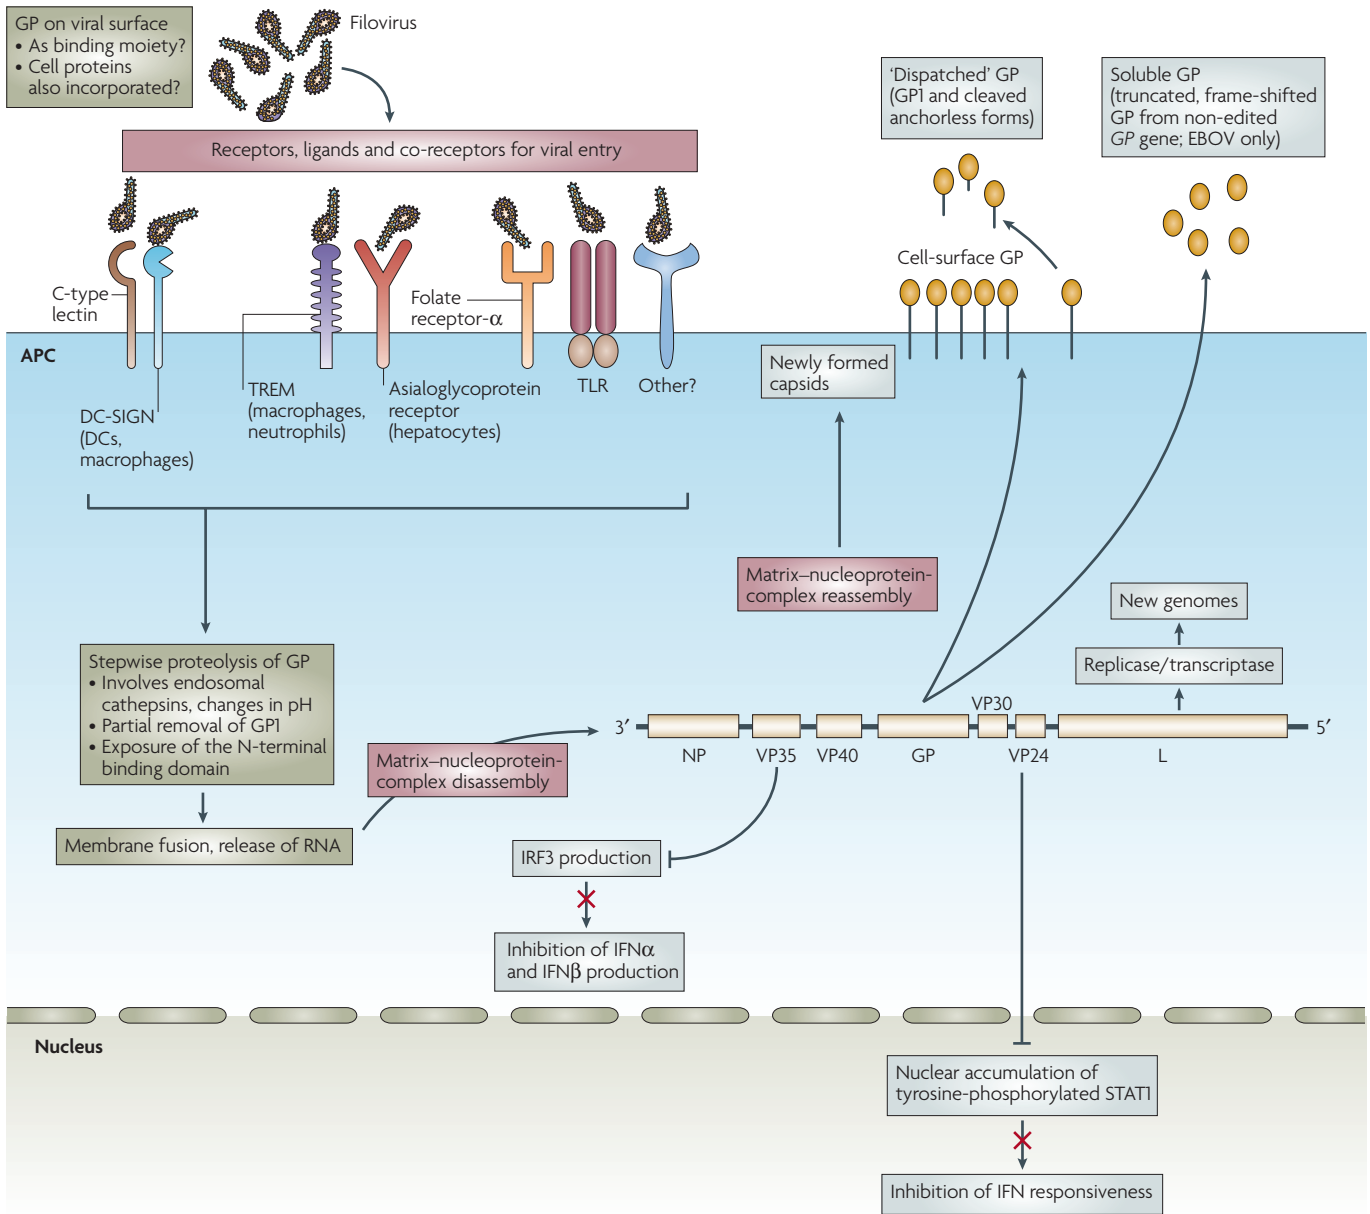 GP on viral surface
• As binding moiety?
• Cell proteins
also incorporated?
Filovirus
Receptors, ligands and co-receptors for viral entry
'Dispatched' GP
(GP1 and cleaved
anchorless forms)
Soluble GP
(truncated, frame-shifted
GP from non-edited
GP gene; EBOV only)
Cell-surface GP
C-type
lectin
Folate
receptor-α
APC
DC-SIGN
(DCs,
macrophages)
TREM
(macrophages,
neutrophils)
Asialoglycoprotein
receptor
(hepatocytes)
TLR
Other?
Newly formed
capsids
Matrix–nucleoprotein-
complex reassembly
New genomes
Replicase/transcriptase
Stepwise proteolysis of GP
• Involves endosomal
cathepsins, changes in pH
• Partial removal of GP1
• Exposure of the N-terminal
binding domain
Matrix–nucleoprotein-
complex disassembly
Membrane fusion, release of RNA
VP30
3′
5′
NP
VP35
VP40
GP
VP24
L
IRF3 production
Inhibition of IFNα
and IFNβ production
Nucleus
Nuclear accumulation of
tyrosine-phosphorylated STAT1
Inhibition of IFN responsiveness